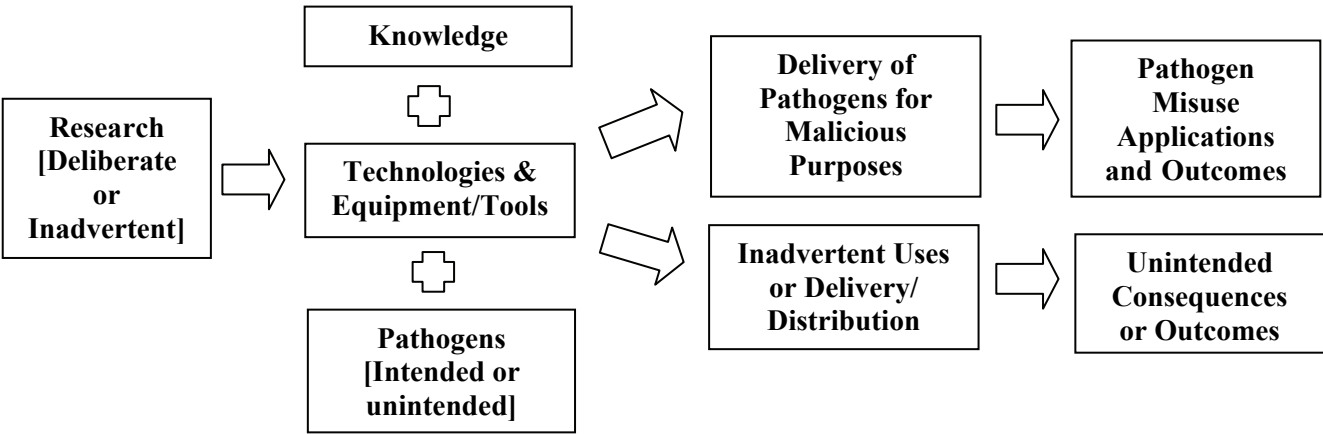 Knowledge
Research
[Deliberate
or
Inadvertent]
Technologies &
Equipment/Tools
Pathogens
[Intended or
unintended]
Delivery of
Pathogens for
Malicious
Purposes
Pathogen
Misuse
Applications
and Outcomes
Inadvertent Uses
or Delivery/
Distribution
Unintended
Consequences
or Outcomes